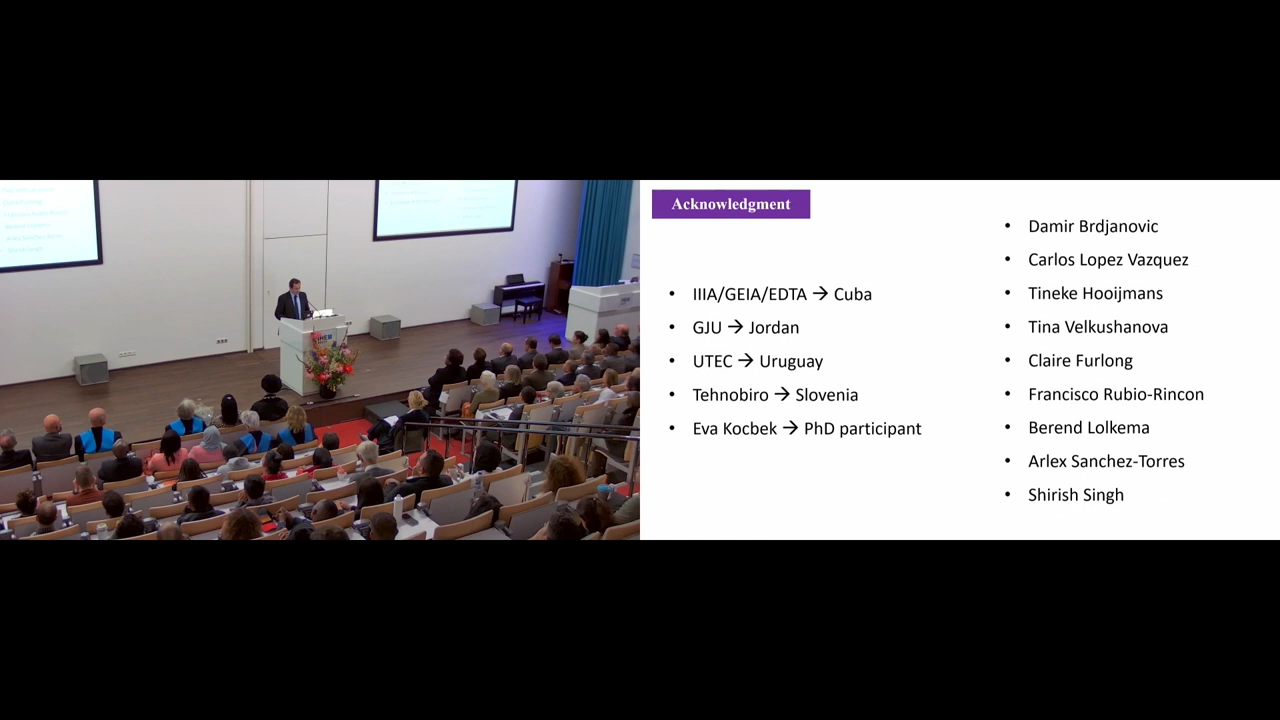 Acknowledgment
• IIIA/GEIA/EDTA → Cuba
• GJU → Jordan
• UTEC → Uruguay
• Tehnobiro → Slovenia
• Eva Kocbek → PhD participant
• Damir Brdjanovic
• Carlos Lopez Vazquez
• Tineke Hooijmans
• Tina Velkushanova
• Claire Furlong
• Francisco Rubio-Rincon
• Berend Lolkema
• Arlex Sanchez-Torres
• Shirish Singh